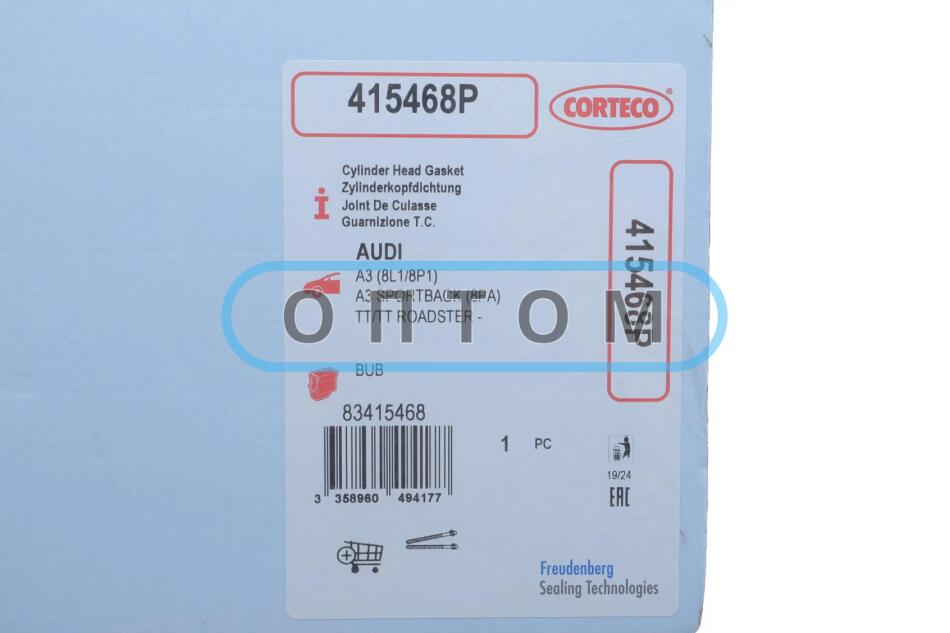 415468P
CORTECO®
Cylinder Head Gasket
Zylinderkopfdichtung
Joint De Culasse
Guarnizione T.C.
415468P
AUDI
A3 (8L1/8P1)
A3 SPORTBACK (8PA)
TT/TT ROADSTER -
ОПТОМ
BUB
83415468
1 PC
3 358960 494177
19/24
EAC
Freudenberg
Sealing Technologies